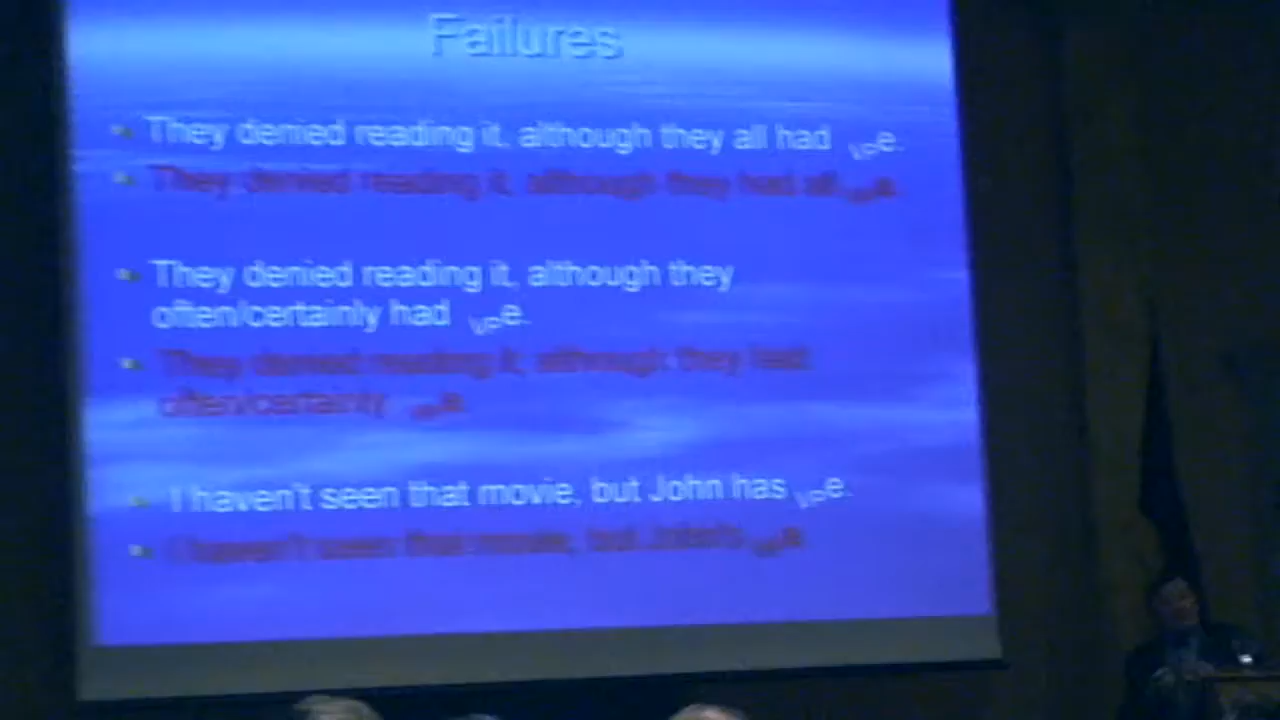 Failures
They denied reading it, although they all had VPe.
They denied reading it, although they had all VPe.
They denied reading it, although they
often/certainly had VPe.
They denied reading it, although they had
often/certainly VPe.
I haven't seen that movie, but John has VPe.
I haven't seen that movie, but John's VPe.